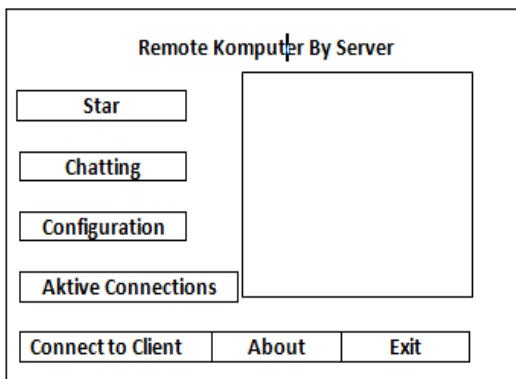 Remote Komputer By Server
Star
Chatting
Configuration
Aktive Connections
Connect to Client About Exit